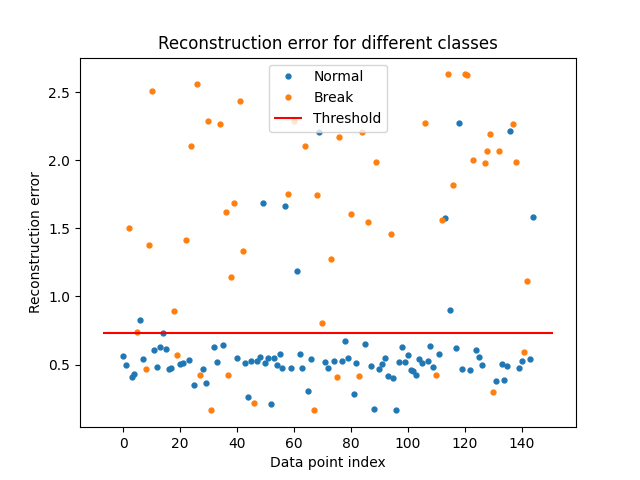 Reconstruction error for different classes
Normal
Break
Threshold
Reconstruction error
2.5
2.0
1.5
1.0
0.5
0
20
40
60
80
100
120
140
Data point index